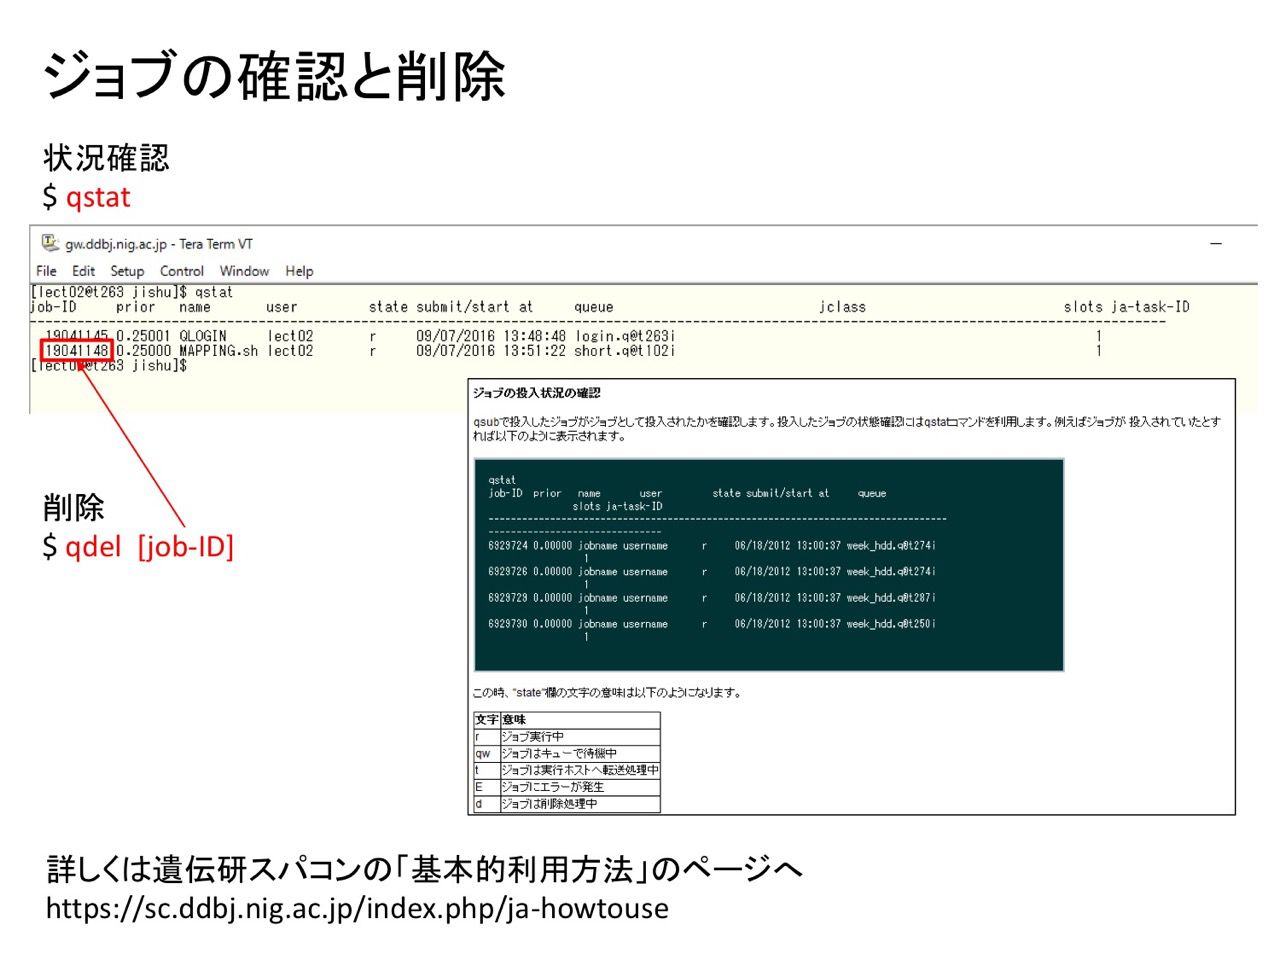 ジョブの確認と削除
状況確認
$ qstat
gw.ddbj.nig.ac.jp - Tera Term VT
File Edit Setup Control Window Help
[lect02@t263 jishu]$ qstat
job-ID prior name user state submit/start at queue jclass slots ja-task-ID
19041145 0.25001 QLOGIN lect02 r 09/07/2016 13:48:48 login.q@t263i 1
19041148 0.25000 MAPPING.sh lect02 r 09/07/2016 13:51:22 short.q@t102i 1
[lect02@t263 jishu]$
ジョブの投入状況の確認
qsubで投入したジョブがジョブとして投入されたかを確認します。投入したジョブの状態確認にはqstatコマンドを利用します。例えばジョブが 投入されていたとす
れば以下のように表示されます。
qstat
job-ID prior name user state submit/start at queue
slots ja-task-ID
6929724 0.00000 jobname username r 06/18/2012 13:00:37 week_hdd.q@t274i
1
6929726 0.00000 jobname username r 06/18/2012 13:00:37 week_hdd.q@t274i
1
6929729 0.00000 jobname username r 06/18/2012 13:00:37 week_hdd.q@t287i
1
6929730 0.00000 jobname username r 06/18/2012 13:00:37 week_hdd.q@t250i
1
この時、"state"欄の文字の意味は以下のようになります。
文字 意味
r ジョブ実行中
qw ジョブはキューで待機中
t ジョブは実行ホストへ転送処理中
E ジョブにエラーが発生
d ジョブは削除処理中
削除
$ qdel [job-ID]
詳しくは遺伝研スパコンの「基本的利用方法」のページへ
https://sc.ddbj.nig.ac.jp/index.php/ja-howtouse